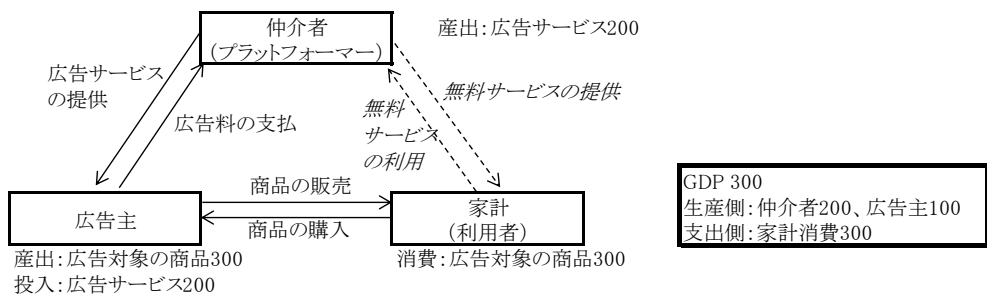 仲介者
(プラットフォーマー)
産出:広告サービス200
広告サービス
の提供
広告料の支払
無料
サービス
の利用
無料サービスの提供
商品の販売
商品の購入
広告主
家計
(利用者)
産出:広告対象の商品300
投入:広告サービス200
消費:広告対象の商品300
GDP 300
生産側:仲介者200、広告主100
支出側:家計消費300